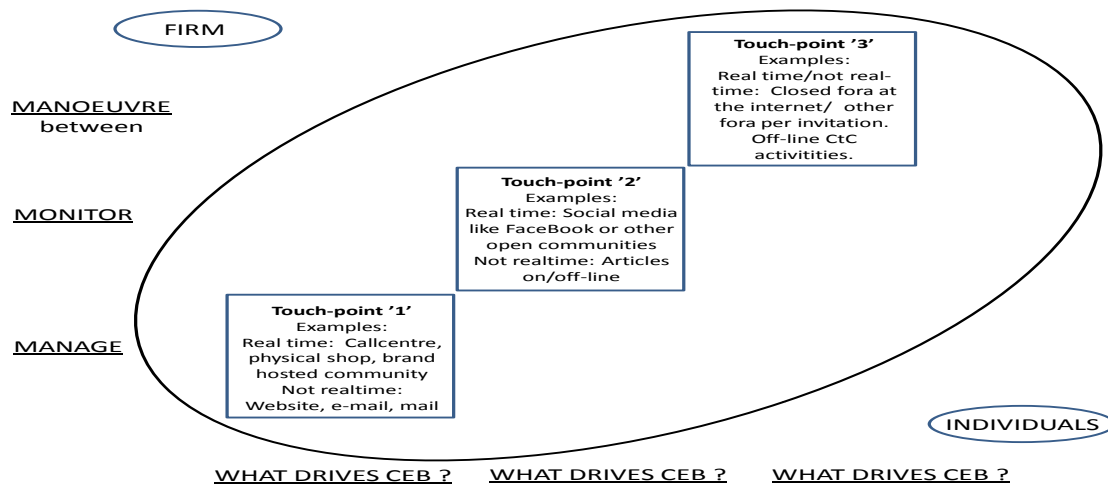 FIRM
Touch-point ’3’
Examples:
Real time/not real-
time:  Closed fora at
the internet/  other
fora per invitation.
Off-line CtC
activitities.
MANOEUVRE
between
Touch-point ’2’
Examples:
Real time: Social media
like FaceBook or other
open communities
Not realtime: Articles
on/off-line
MONITOR
Touch-point ’1’
Examples:
Real time:  Callcentre,
physical shop, brand
hosted community
Not realtime:
Website, e-mail, mail
MANAGE
INDIVIDUALS
WHAT DRIVES CEB ?
WHAT DRIVES CEB ?
WHAT DRIVES CEB ?